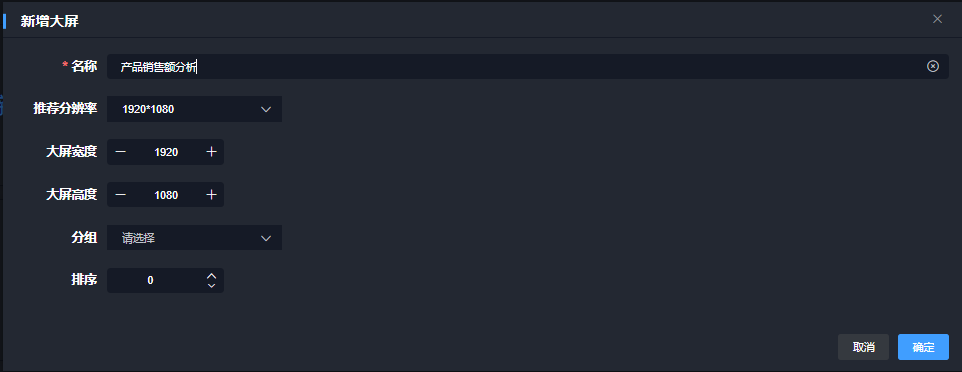 新增大屏
* 名称 产品销售额分析
推荐分辨率 1920*1080
大屏宽度 1920
大屏高度 1080
分组 请选择
排序 0
取消 确定